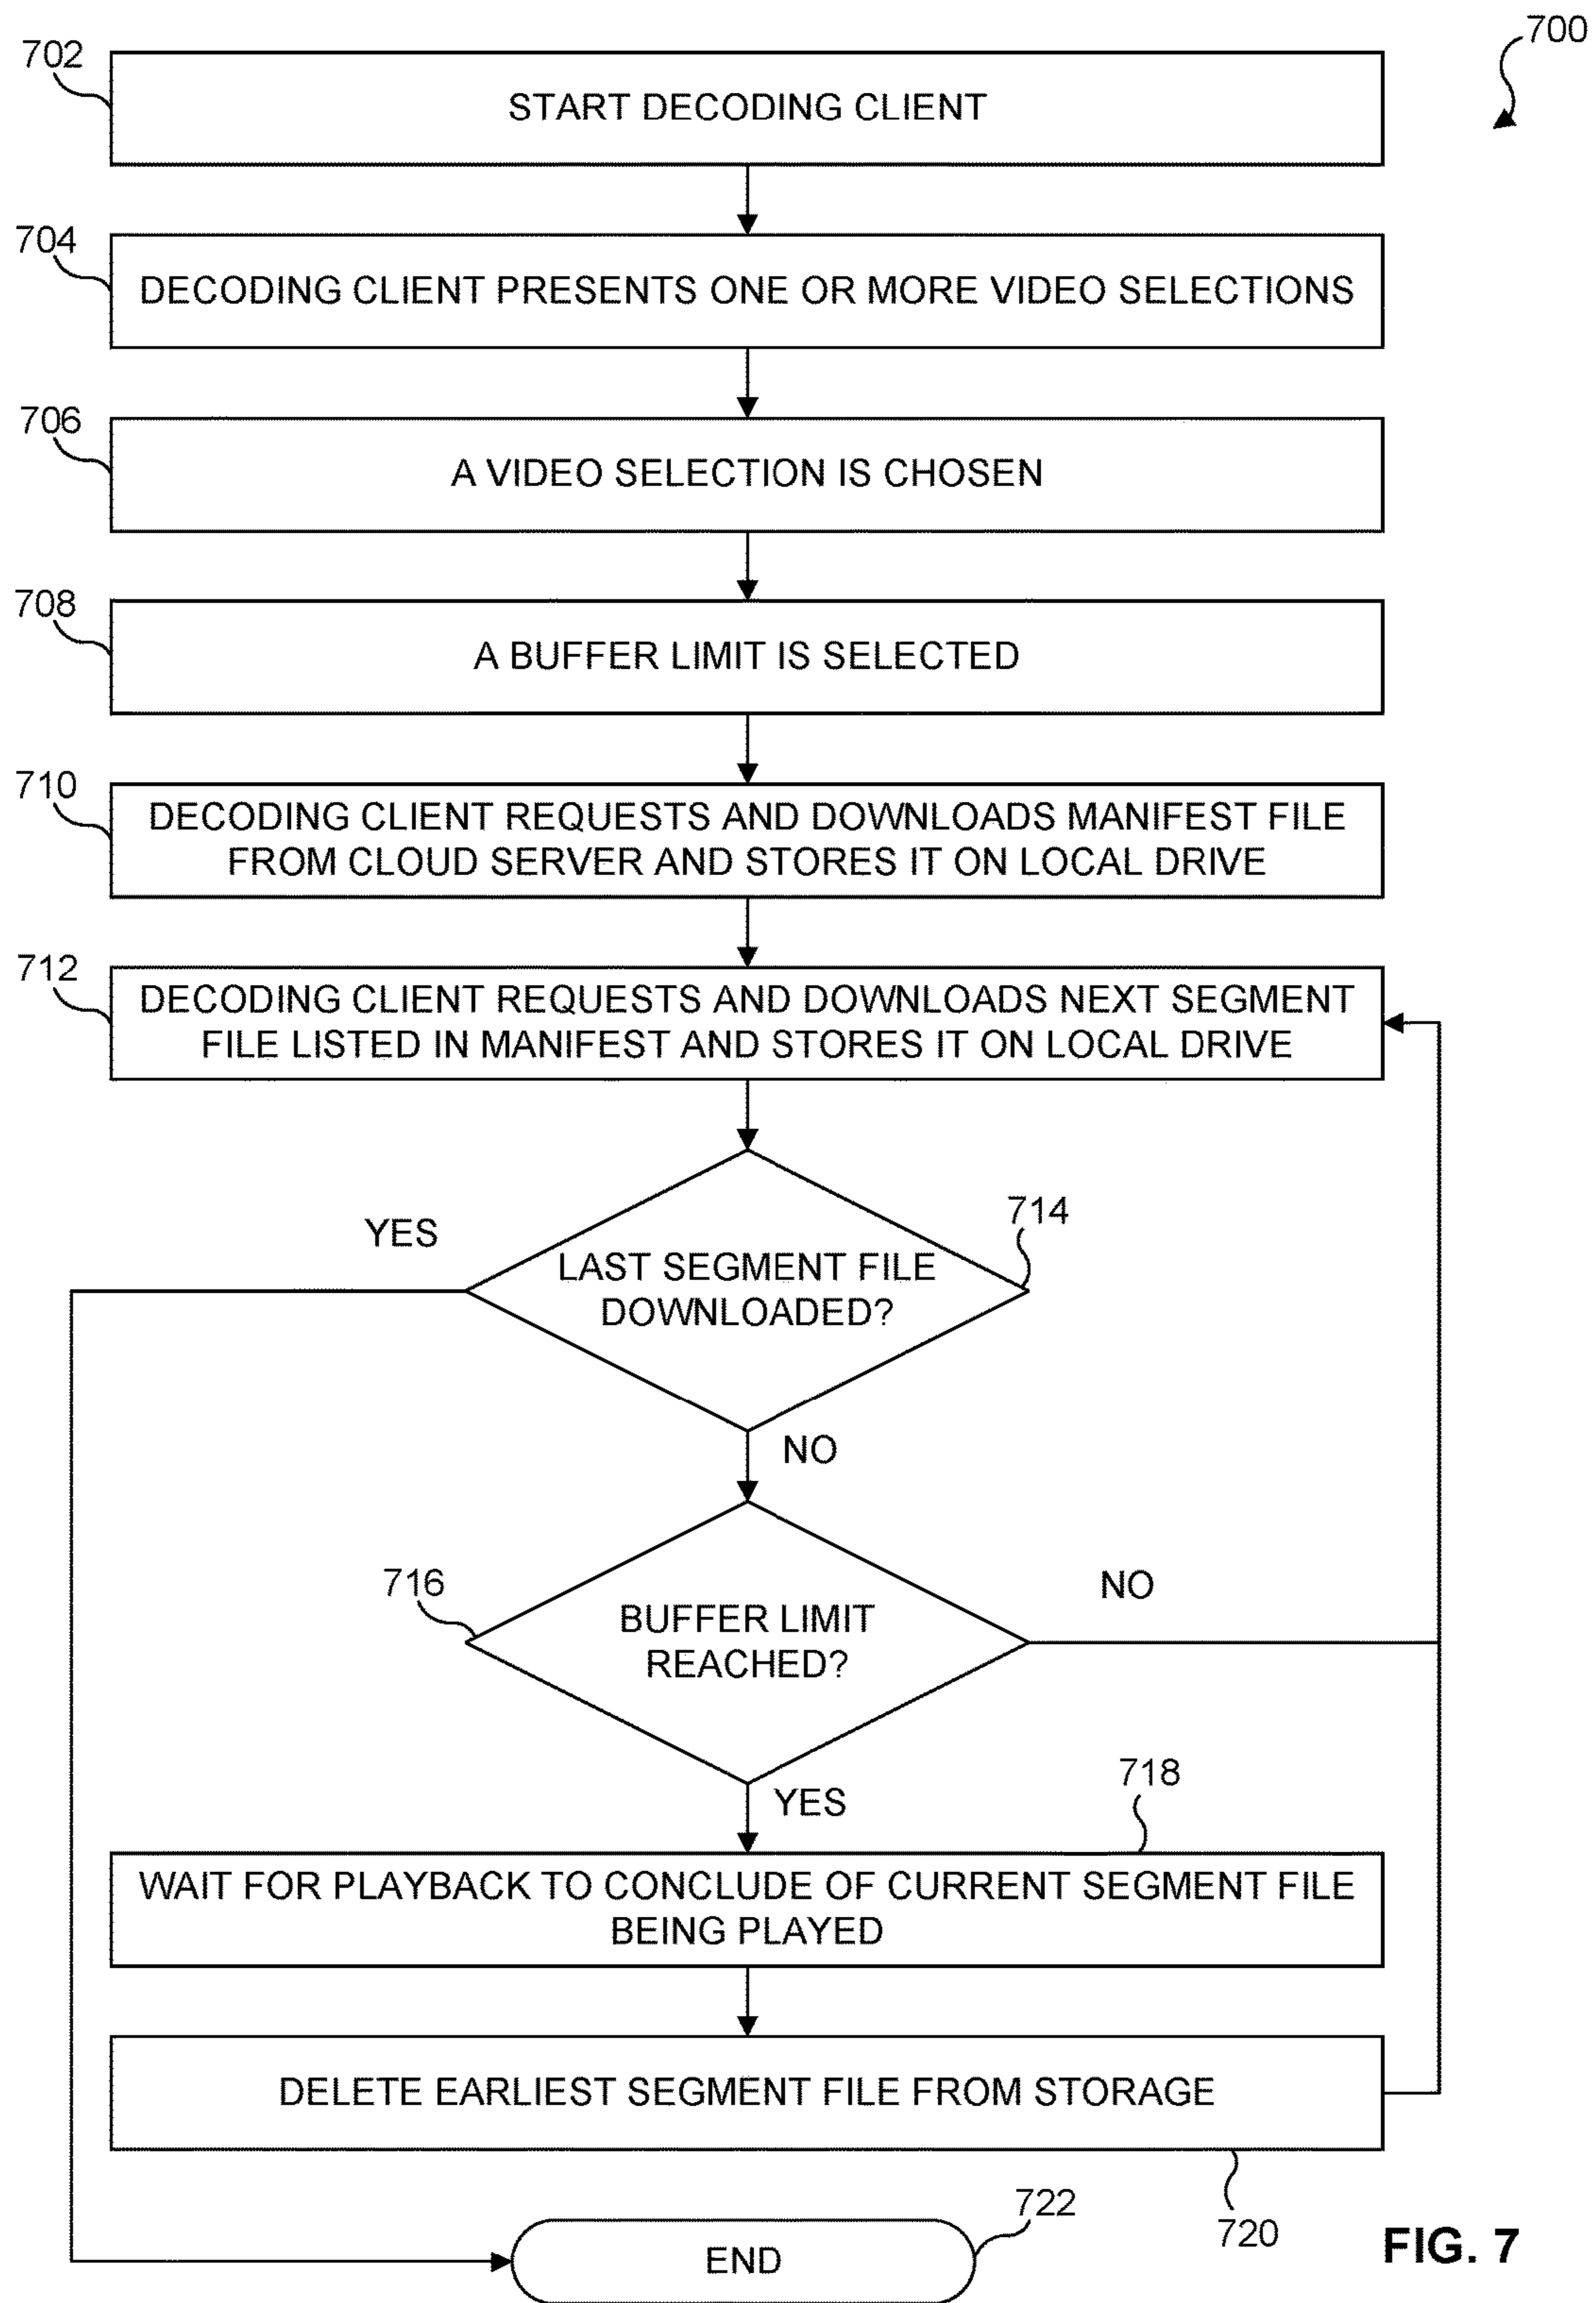 700
702
START DECODING CLIENT
704
DECODING CLIENT PRESENTS ONE OR MORE VIDEO SELECTIONS
706
A VIDEO SELECTION IS CHOSEN
708
A BUFFER LIMIT IS SELECTED
710
DECODING CLIENT REQUESTS AND DOWNLOADS MANIFEST FILE
FROM CLOUD SERVER AND STORES IT ON LOCAL DRIVE
712
DECODING CLIENT REQUESTS AND DOWNLOADS NEXT SEGMENT
FILE LISTED IN MANIFEST AND STORES IT ON LOCAL DRIVE
714
YES
LAST SEGMENT FILE
DOWNLOADED?
NO
716
NO
BUFFER LIMIT
REACHED?
YES
718
WAIT FOR PLAYBACK TO CONCLUDE OF CURRENT SEGMENT FILE
BEING PLAYED
DELETE EARLIEST SEGMENT FILE FROM STORAGE
720
722
END
FIG. 7